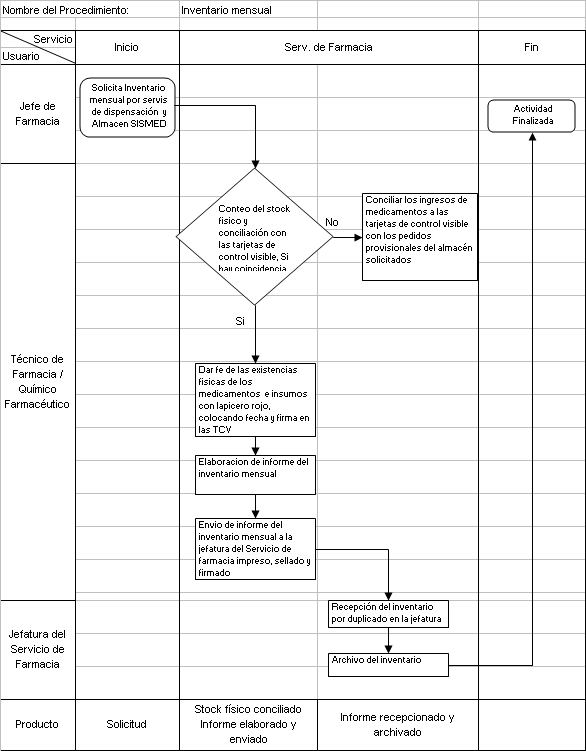 Nombre del Procedimiento:
Inventario mensual
Servicio
Usuario
Inicio
Serv. de Farmacia
Fin
Jefe de
Farmacia
Solicita Inventario
mensual por servis
de dispensación y
Almacen SISMED
Actividad
Finalizada
Técnico de
Farmacia /
Químico
Farmacéutico
Conteo del stock
fisico y
conciliación con
las tarjetas de
control visible, Si
hay coincidencia
No
Conciliar los ingresos de
medicamentos a las
tarjetas de control visible
con los pedidos
provisionales del almacén
solicitados
Si
Dar fe de las existencias
fisicas de los
medicamentos e insumos
con lapicero rojo,
colocando fecha y firma en
las TCV
Elaboracion de informe del
inventario mensual
Envio de informe del
inventario mensual a la
jefatura del Servicio de
farmacia impreso, sellado y
firmado
Jefatura del
Servicio de
Farmacia
Recepción del inventario
por duplicado en la jefatura
Archivo del inventario
Producto
Solicitud
Stock físico conciliado
Informe elaborado y
enviado
Informe recepcionado y
archivado